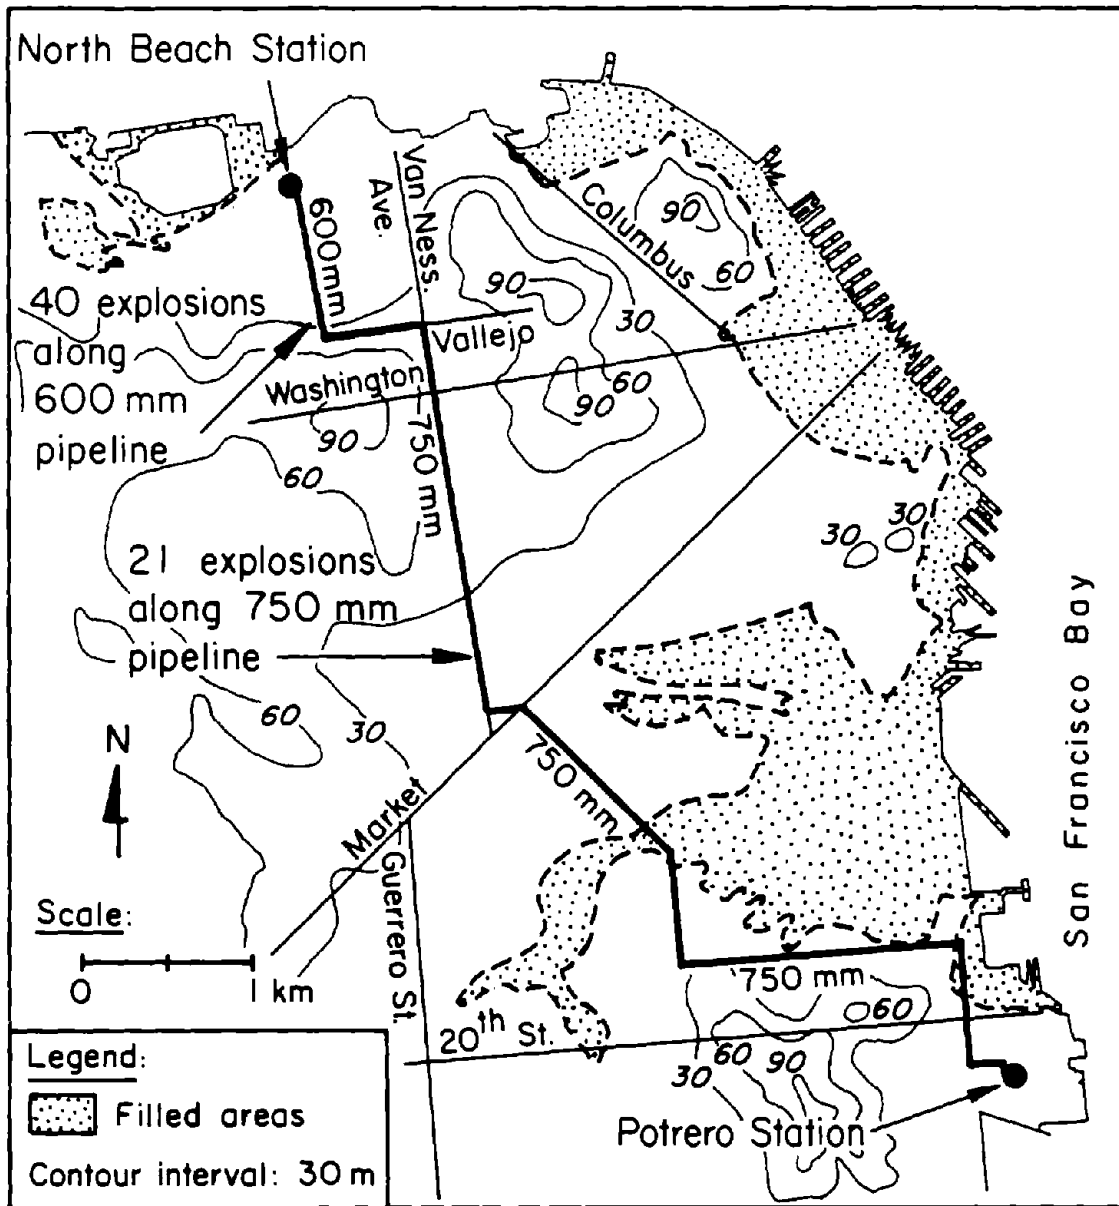 North Beach Station
Van Ness
Ave.
600mm
Columbus
90
60
90
30
40 explosions
along
600 mm
pipeline
Vallejo
Washington
60
90
90
750 mm
60
30
30
21 explosions
along 750 mm
pipeline
60
30
N
750 mm
Market
Guerrero St.
San Francisco Bay
Scale:
0 1 km
750 mm
60
20th St.
30
60
90
Potrero Station
Legend:
Filled areas
Contour interval: 30 m